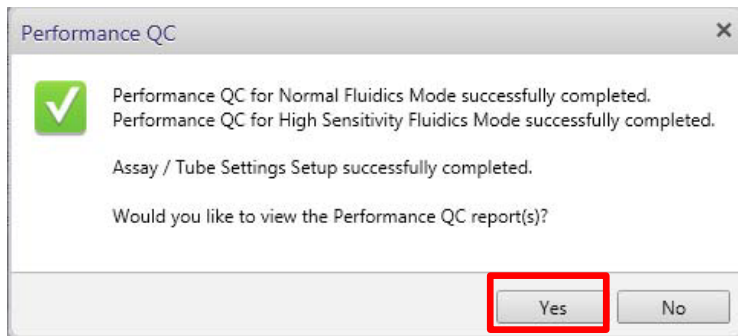 Performance QC
Performance QC for Normal Fluidics Mode successfully completed.
Performance QC for High Sensitivity Fluidics Mode successfully completed.
Assay / Tube Settings Setup successfully completed.
Would you like to view the Performance QC report(s)?
Yes No